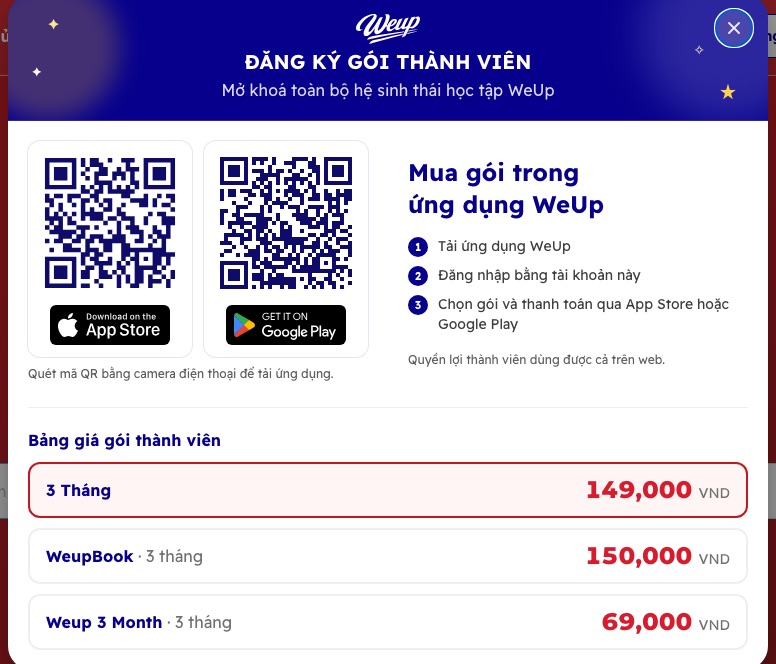 Weup
ĐĂNG KÝ GÓI THÀNH VIÊN
Mở khoá toàn bộ hệ sinh thái học tập WeUp
Download on the
App Store
GET IT ON
Google Play
Quét mã QR bằng camera điện thoại để tải ứng dụng.
Mua gói trong
ứng dụng WeUp
1 Tải ứng dụng WeUp
2 Đăng nhập bằng tài khoản này
3 Chọn gói và thanh toán qua App Store hoặc
Google Play
Quyền lợi thành viên dùng được cả trên web.
Bảng giá gói thành viên
3 Tháng 149,000 VND
WeupBook · 3 tháng 150,000 VND
Weup 3 Month · 3 tháng 69,000 VND